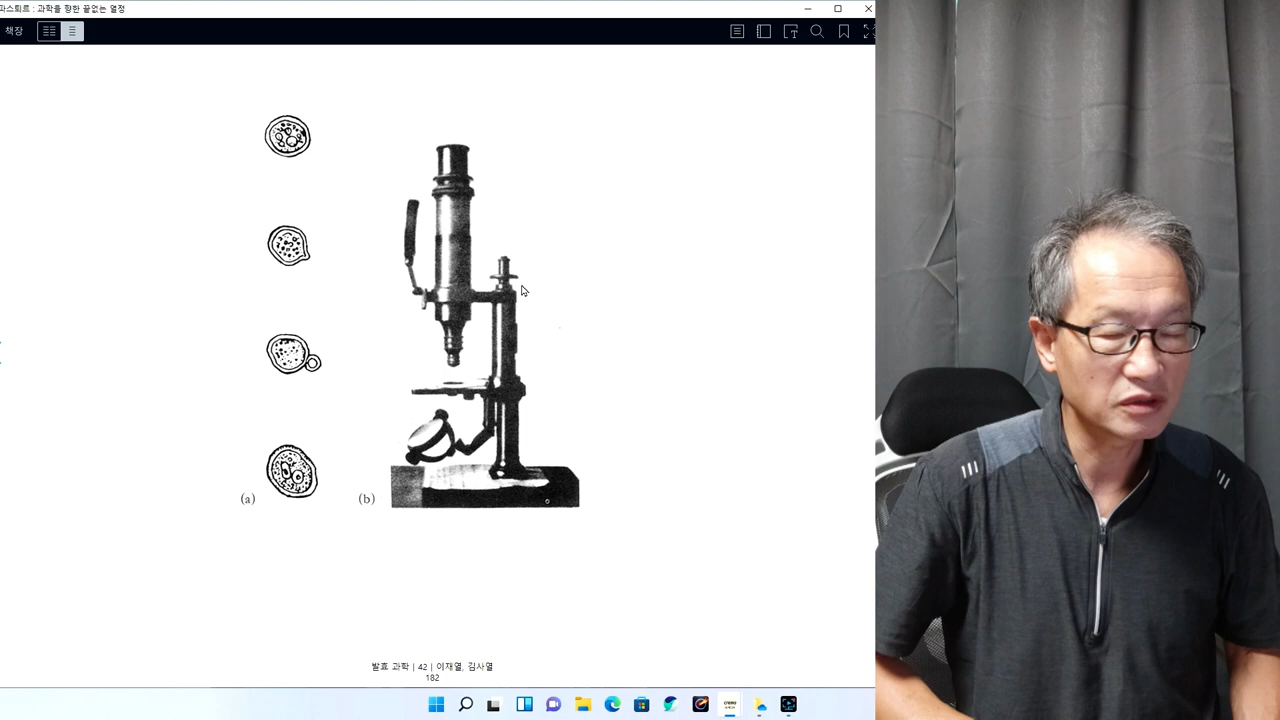 파스퇴르 : 과학을 향한 끝없는 열정
책장
(a)
(b)
발효 과학 | 42 | 이재열, 김사열
182